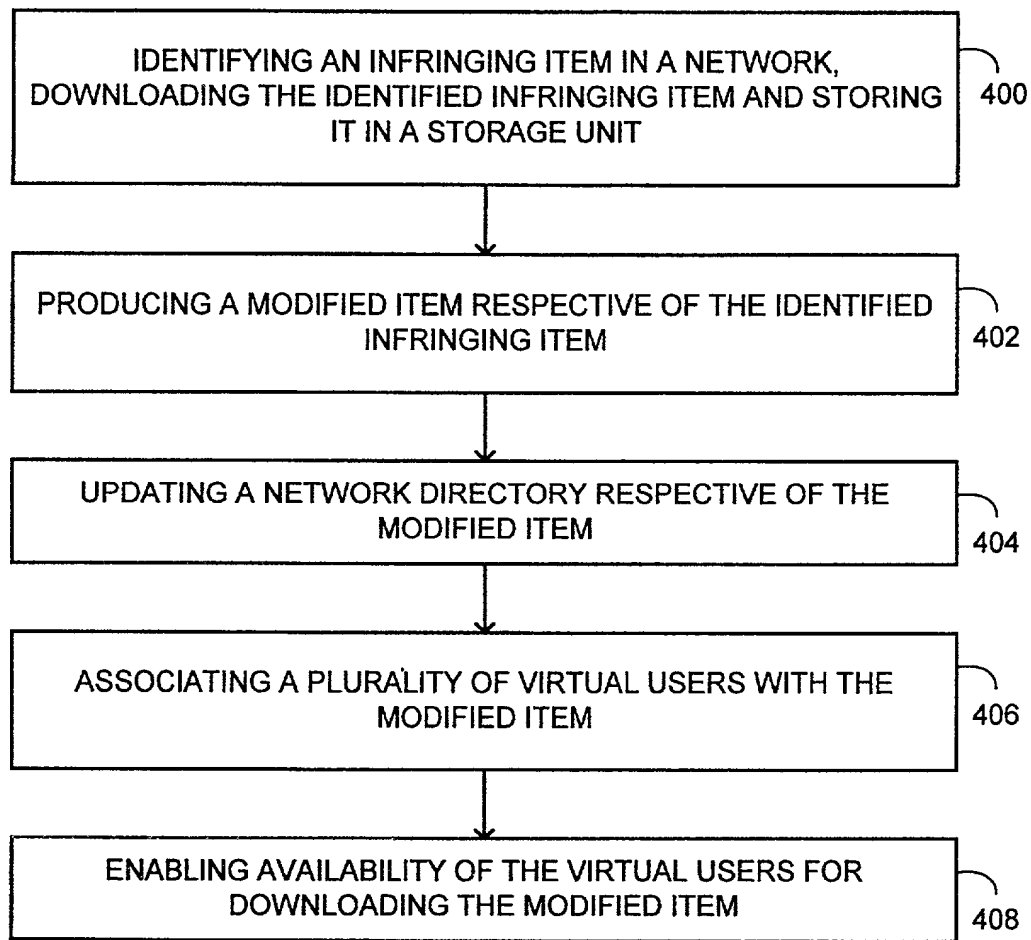 IDENTIFYING AN INFRINGING ITEM IN A NETWORK,
DOWNLOADING THE IDENTIFIED INFRINGING ITEM AND STORING
IT IN A STORAGE UNIT
400
PRODUCING A MODIFIED ITEM RESPECTIVE OF THE IDENTIFIED
INFRINGING ITEM
402
UPDATING A NETWORK DIRECTORY RESPECTIVE OF THE
MODIFIED ITEM
404
ASSOCIATING A PLURALITY OF VIRTUAL USERS WITH THE
MODIFIED ITEM
406
ENABLING AVAILABILITY OF THE VIRTUAL USERS FOR
DOWNLOADING THE MODIFIED ITEM
408